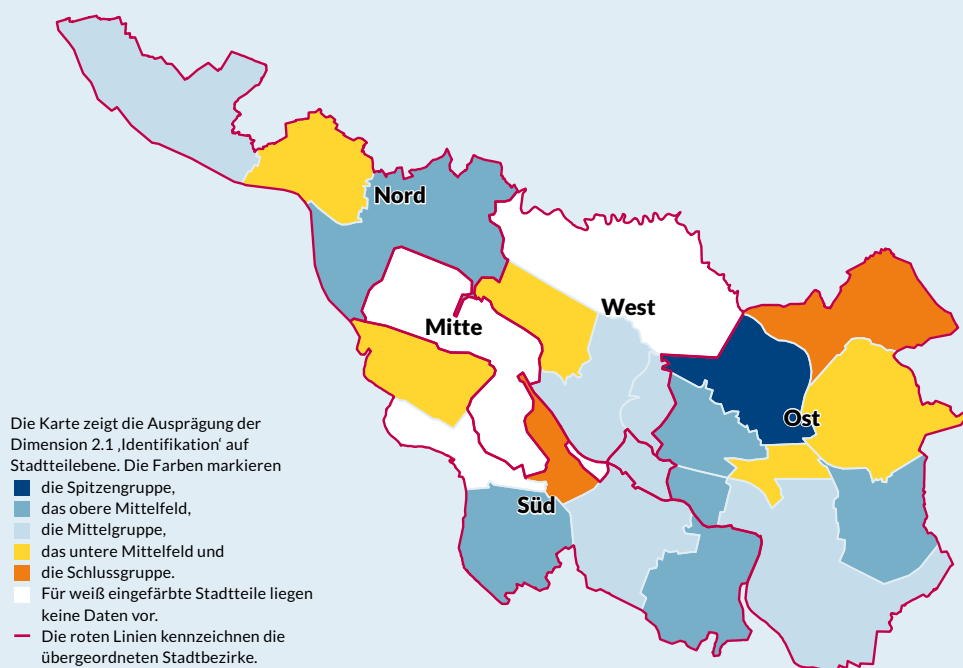 Nord
West
Mitte
Ost
Süd
Die Karte zeigt die Ausprägung der
Dimension 2.1 ‚Identifikation‘ auf
Stadtteilebene. Die Farben markieren
die Spitzengruppe,
das obere Mittelfeld,
die Mittelgruppe,
das untere Mittelfeld und
die Schlussgruppe.
Für weiß eingefärbte Stadtteile liegen
keine Daten vor.
Die roten Linien kennzeichnen die
übergeordneten Stadtbezirke.